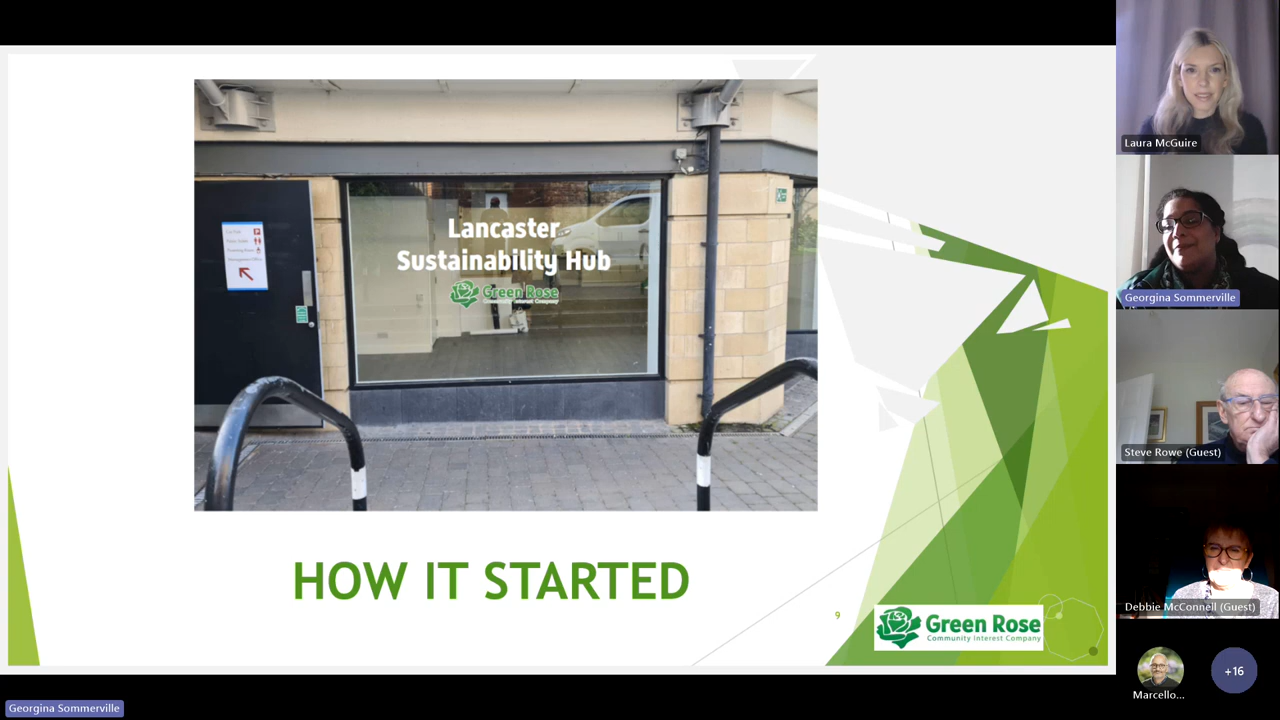 Lancaster
Sustainability Hub
Green Rose
Community Interest Company
HOW IT STARTED
9
Green Rose
Community Interest Company
Laura McGuire
Georgina Sommerville
Steve Rowe (Guest)
Debbie McConnell (Guest)
Marcello...
+16
Georgina Sommerville